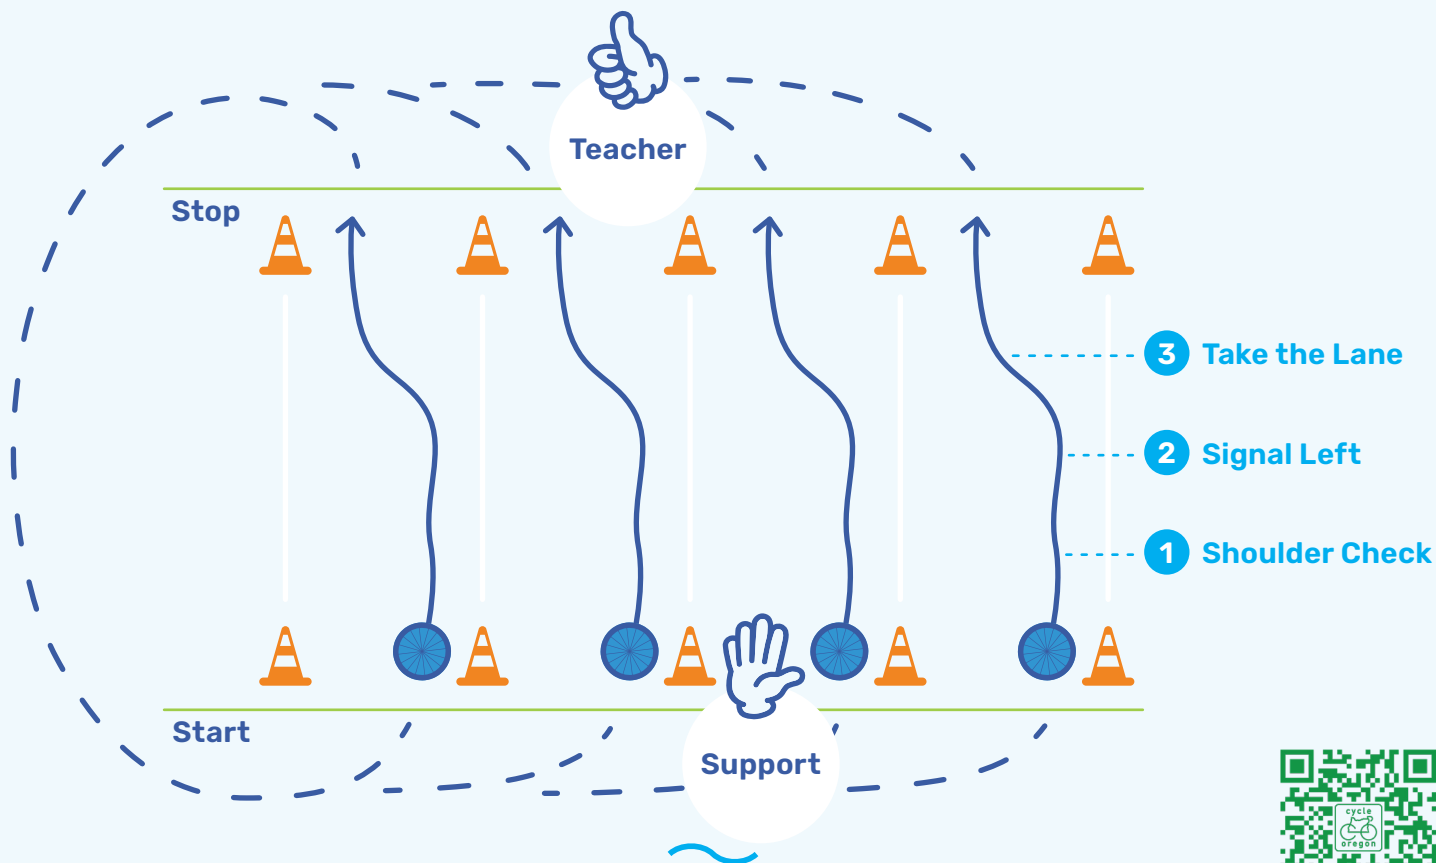 Teacher
Stop
3 Take the Lane
2 Signal Left
1 Shoulder Check
Start
Support
cycle
oregon